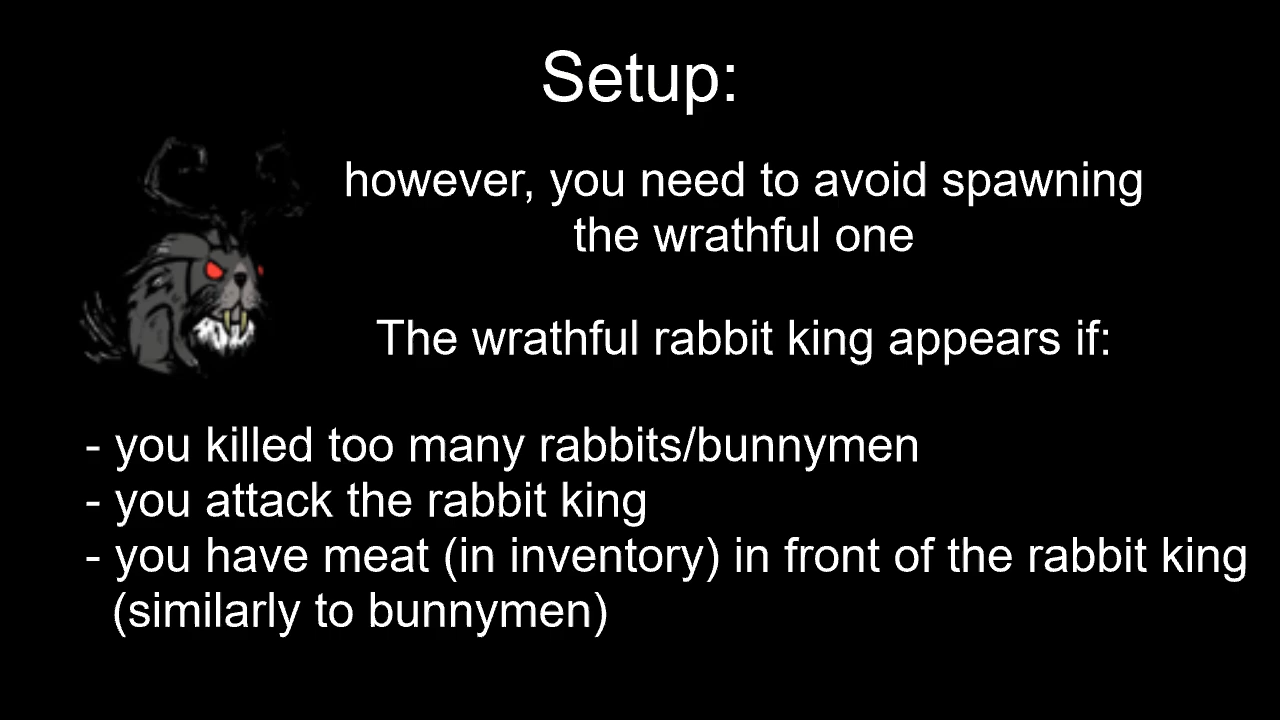 Setup:
however, you need to avoid spawning
the wrathful one
The wrathful rabbit king appears if:
- you killed too many rabbits/bunnymen
- you attack the rabbit king
- you have meat (in inventory) in front of the rabbit king
(similarly to bunnymen)